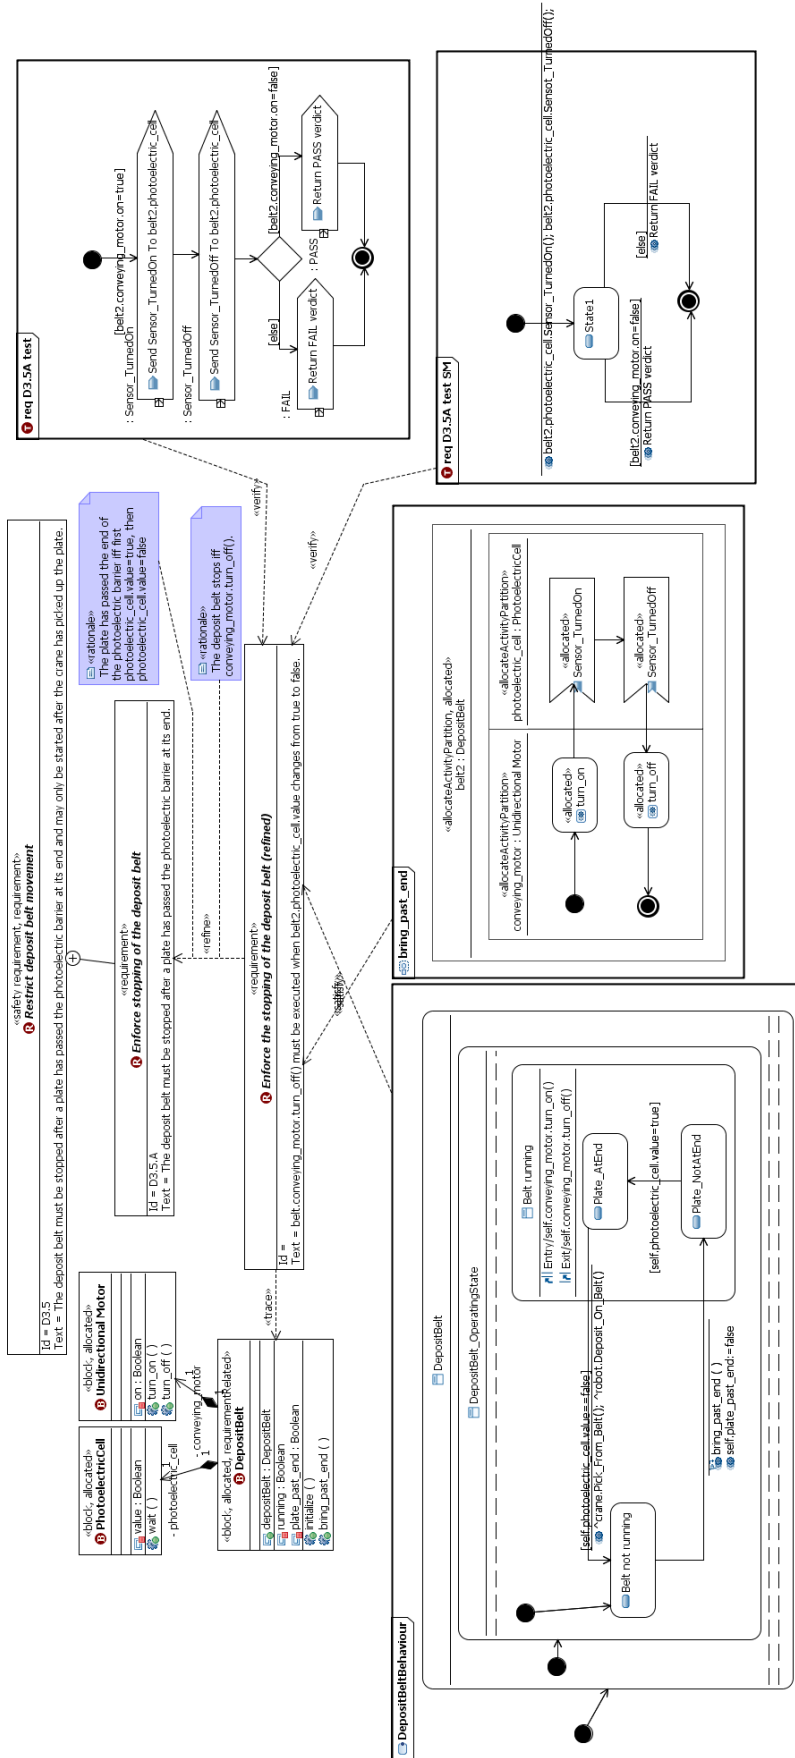 «safety requirement, requirement»
Restrict deposit belt movement
Id = D3.5
Text = The deposit belt must be stopped after a plate has passed the photoelectric barrier at its end and may only be started after the crane has picked up the plate.
«block, allocated»
PhotoelectricCell
value : Boolean
wait ( )
«block, allocated»
Unidirectional Motor
on : Boolean
turn_on ( )
turn_off ( )
«requirement»
Enforce stopping of the deposit belt
Id = D3.5.A
Text = The deposit belt must be stopped after a plate has passed the photoelectric barrier at its end.
«rationale»
The plate has passed the end of
the photoelectric barrier iff first
photoelectric_cell.value=true, then
photoelectric_cell.value=false
«rationale»
The deposit belt stops iff
conveying_motor.turn_off().
- photoelectric_cell
1
1
- conveying_motor
1
1
«block, allocated, requirementRelated»
DepositBelt
depositBelt : DepositBelt
running : Boolean
plate_past_end : Boolean
initialize ( )
bring_past_end ( )
«trace»
«refine»
«requirement»
Enforce the stopping of the deposit belt (refined)
Id =
Text = belt.conveying_motor.turn_off() must be executed when belt2.photoelectric_cell.value changes from true to false.
«verify»
«verify»
req D3.5A test
[belt2.conveying_motor.on=true]
: Sensor_TurnedOn
Send Sensor_TurnedOn To belt2.photoelectric_cell
: Sensor_TurnedOff
Send Sensor_TurnedOff To belt2.photoelectric_cell
[else]
[belt2.conveying_motor.on=false]
: FAIL
Return FAIL verdict
: PASS
Return PASS verdict
req D3.5A test SM
belt2.photoelectric_cell.Sensor_TurnedOn(); belt2.photoelectric_cell.Sensot_TurnedOff();
State1
[belt2.conveying_motor.on=false]
Return PASS verdict
[else]
Return FAIL verdict
DepositBeltBehaviour
DepositBelt
DepositBelt_OperatingState
Belt running
Entry/self.conveying_motor.turn_on()
Exit/self.conveying_motor.turn_off()
Plate_AtEnd
[self.photoelectric_cell.value==false]
^crane.Pick_From_Belt(); ^robot.Deposit_On_Belt()
Belt not running
[self.photoelectric_cell.value=true]
Plate_NotAtEnd
bring_past_end ( )
self.plate_past_end:=false
bring_past_end
«allocateActivityPartition, allocated»
belt2 : DepositBelt
«allocateActivityPartition»
conveying_motor : Unidirectional Motor
«allocateActivityPartition»
photoelectric_cell : PhotoelectricCell
«allocated»
turn_on
«allocated»
Sensor_TurnedOn
«allocated»
turn_off
«allocated»
Sensor_TurnedOff